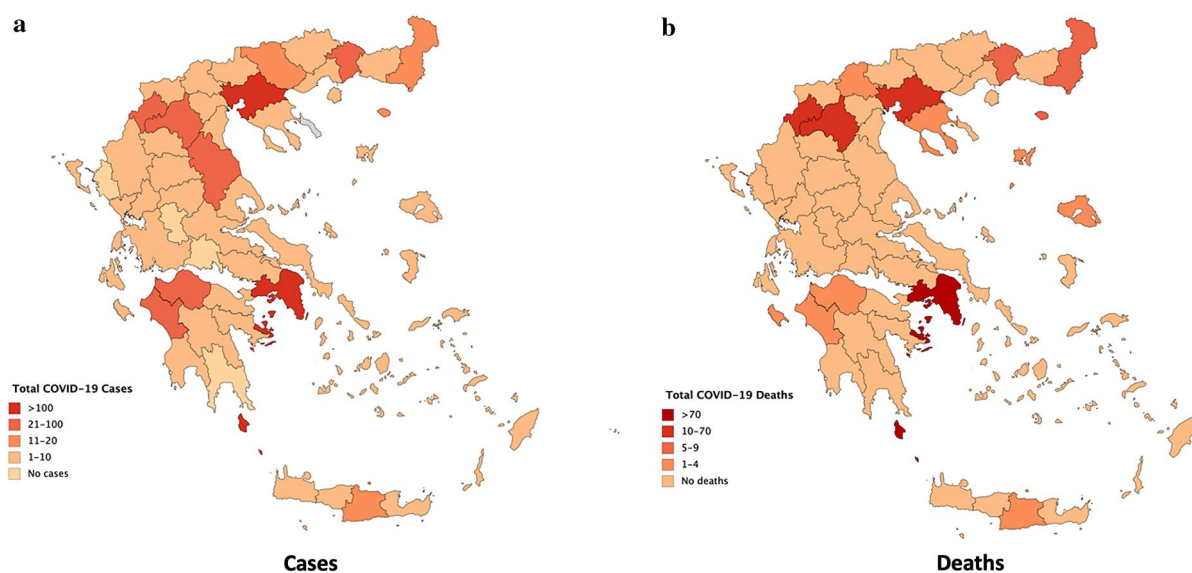 a
Total COVID-19 Cases
>100
21-100
11-20
1-10
No cases
Cases
b
Total COVID-19 Deaths
>70
10-70
5-9
1-4
No deaths
Deaths